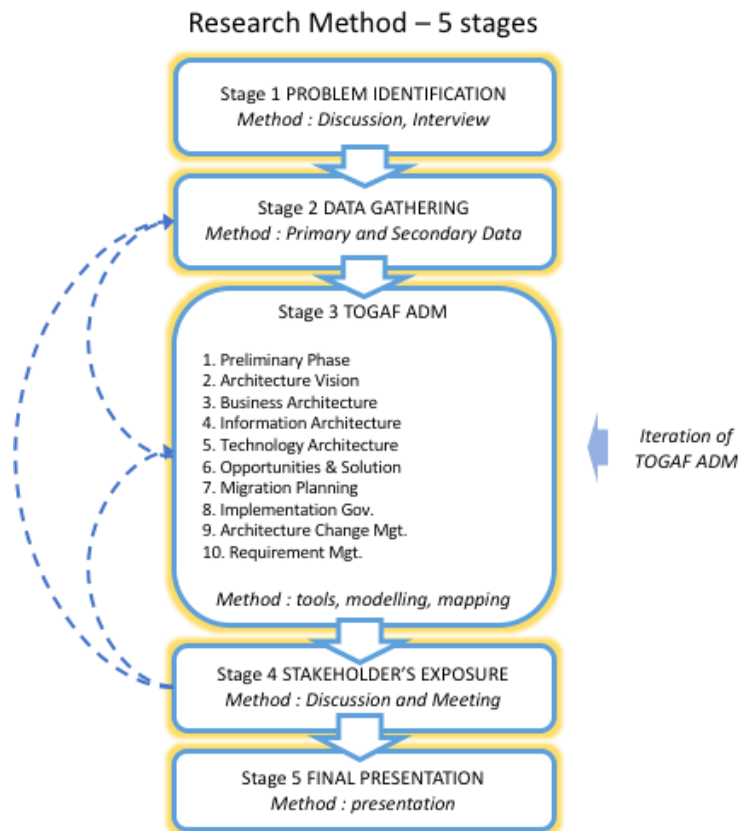 Research Method – 5 stages
Stage 1 PROBLEM IDENTIFICATION
Method : Discussion, Interview
Stage 2 DATA GATHERING
Method : Primary and Secondary Data
Stage 3 TOGAF ADM
1. Preliminary Phase
2. Architecture Vision
3. Business Architecture
4. Information Architecture
5. Technology Architecture
6. Opportunities & Solution
7. Migration Planning
8. Implementation Gov.
9. Architecture Change Mgt.
10. Requirement Mgt.
Method : tools, modelling, mapping
Iteration of
TOGAF ADM
Stage 4 STAKEHOLDER’S EXPOSURE
Method : Discussion and Meeting
Stage 5 FINAL PRESENTATION
Method : presentation